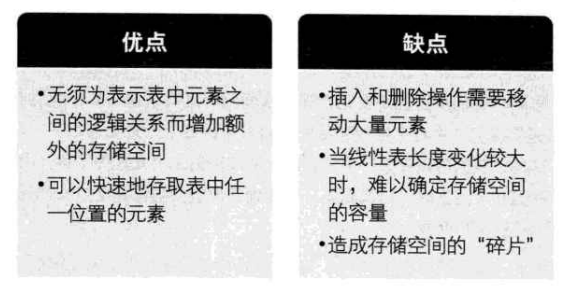 优点
•无须为表示表中元素之
间的逻辑关系而增加额
外的存储空间
•可以快速地存取表中任
一位置的元素
缺点
•插入和删除操作需要移
动大量元素
•当线性表长度变化较大
时，难以确定存储空间
的容量
•造成存储空间的“碎片”